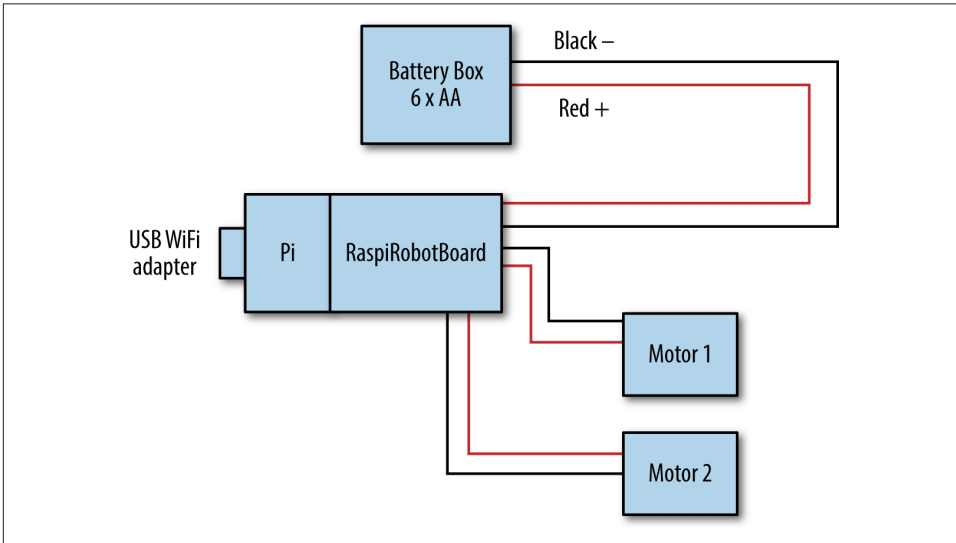 Battery Box
6 x AA
Black –
Red +
USB WiFi
adapter
Pi
RaspiRobotBoard
Motor 1
Motor 2